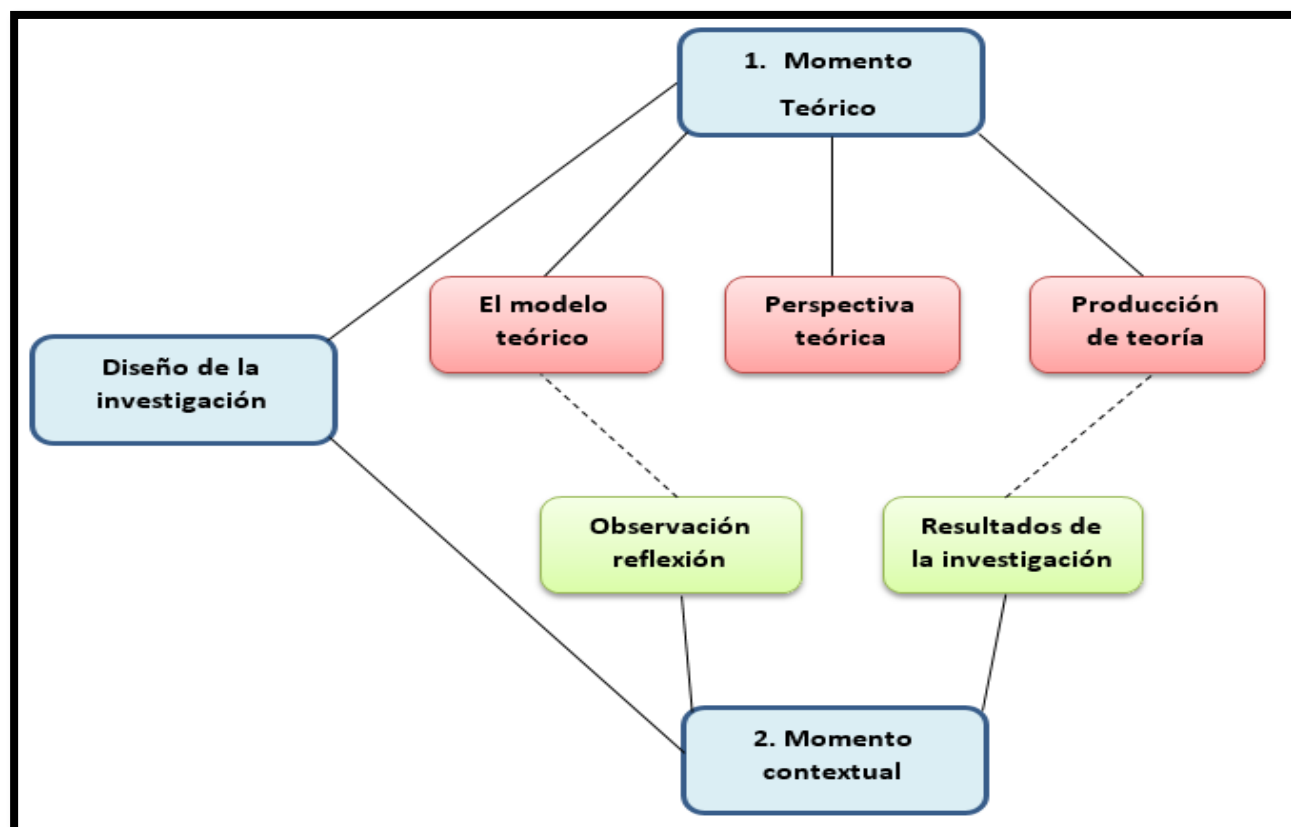 1. Momento
Teórico
El modelo
teórico
Perspectiva
teórica
Producción
de teoría
Diseño de la
investigación
Observación
reflexión
Resultados de
la investigación
2. Momento
contextual